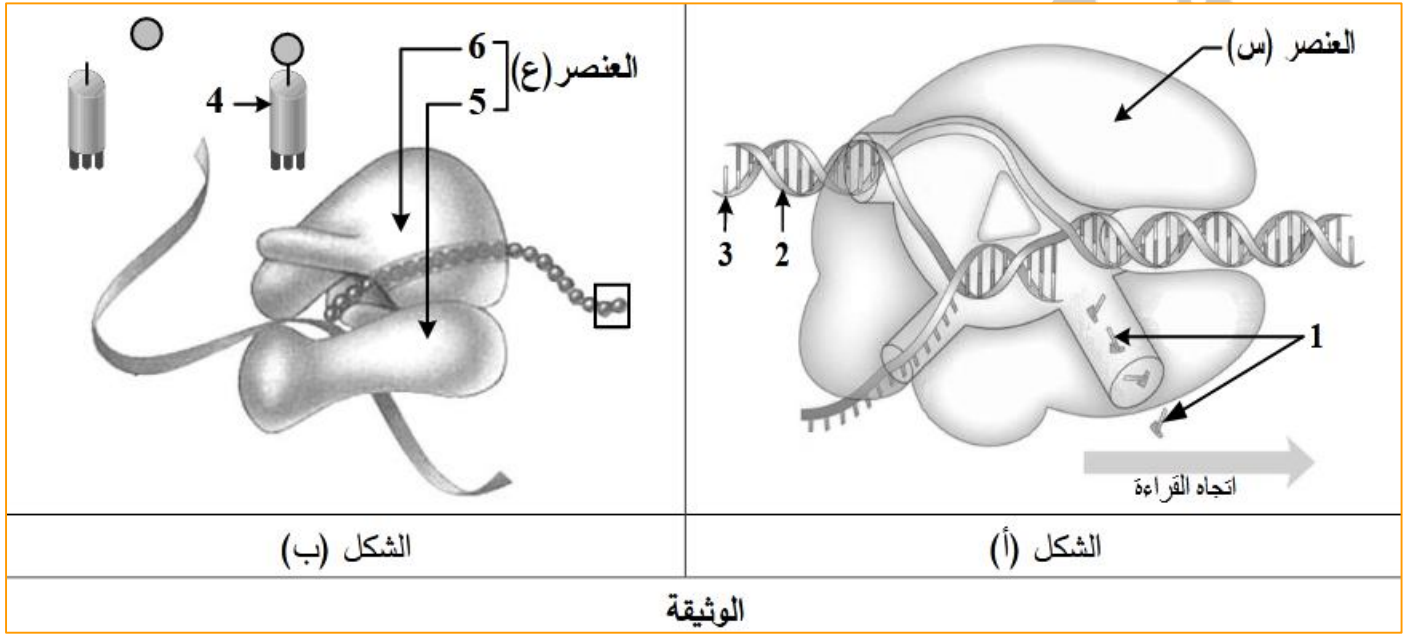 العنصر (س)
3
2
1
اتجاه القراءة
الشكل (أ)
العنصر (ع)
6
5
4
الشكل (ب)
الوثيقة